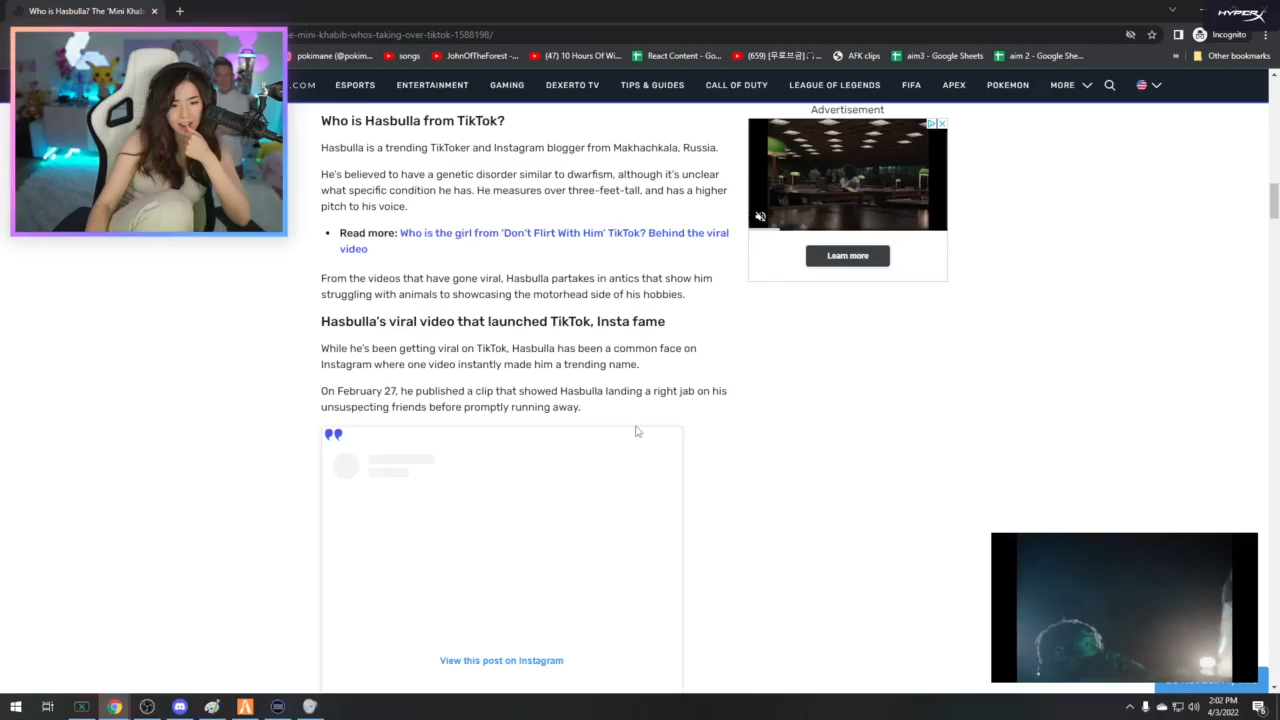 Who is Hasbulla? The 'Mini Khab
HYPERX
e-mini-khabib-whos-taking-over-tiktok-1588198/
Incognito
pokimane (@pokim...
songs
JohnOfTheForest -...
(47) 10 Hours Of Wi...
React Content - Go...
AFK clips
aim3 - Google Sheets
aim 2 - Google She...
»
Other bookmarks
.COM
ESPORTS
ENTERTAINMENT
GAMING
DEXERTO TV
TIPS & GUIDES
CALL OF DUTY
LEAGUE OF LEGENDS
FIFA
APEX
POKEMON
MORE
Advertisement
Who is Hasbulla from TikTok?
Hasbulla is a trending TikToker and Instagram blogger from Makhachkala, Russia.
He's believed to have a genetic disorder similar to dwarfism, although it's unclear
what specific condition he has. He measures over three-feet-tall, and has a higher
pitch to his voice.
• Read more: Who is the girl from 'Don't Flirt With Him' TikTok? Behind the viral
video
Learn more
From the videos that have gone viral, Hasbulla partakes in antics that show him
struggling with animals to showcasing the motorhead side of his hobbies.
Hasbulla's viral video that launched TikTok, Insta fame
While he's been getting viral on TikTok, Hasbulla has been a common face on
Instagram where one video instantly made him a trending name.
On February 27, he published a clip that showed Hasbulla landing a right jab on his
unsuspecting friends before promptly running away.
View this post on Instagram
2:02 PM
4/3/2022